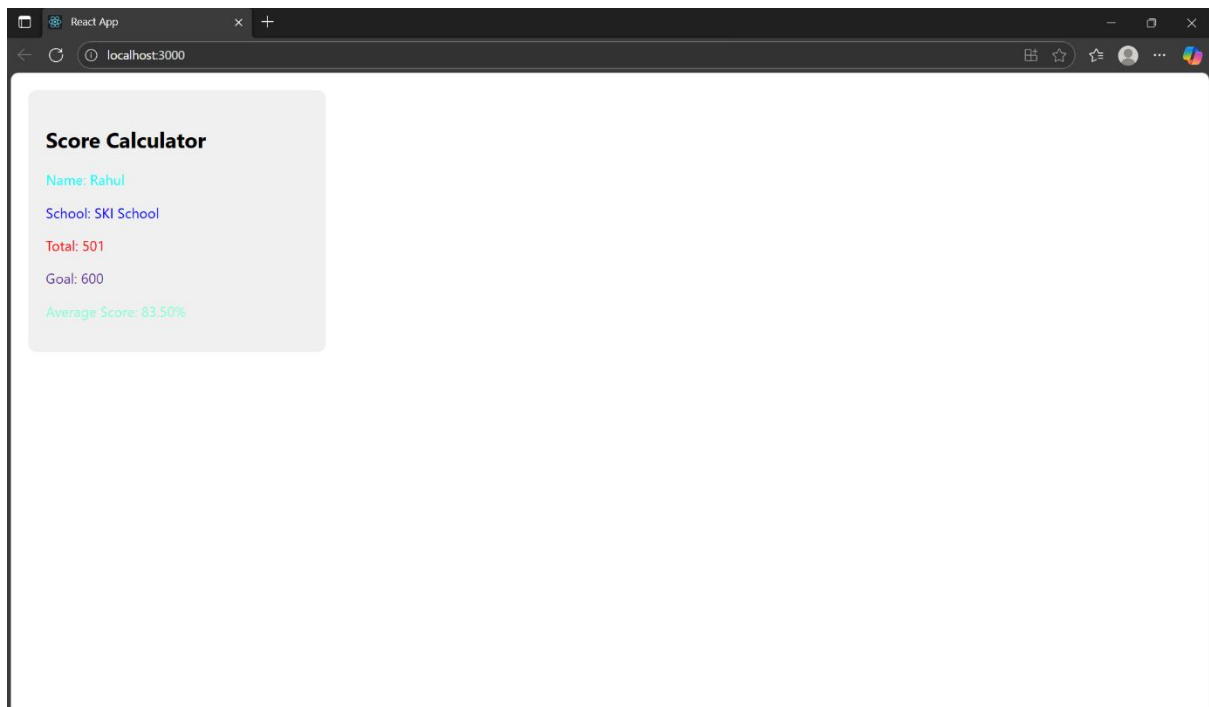 React App
localhost:3000
Score Calculator
Name: Rahul
School: SKI School
Total: 501
Goal: 600
Average Score: 83.50%